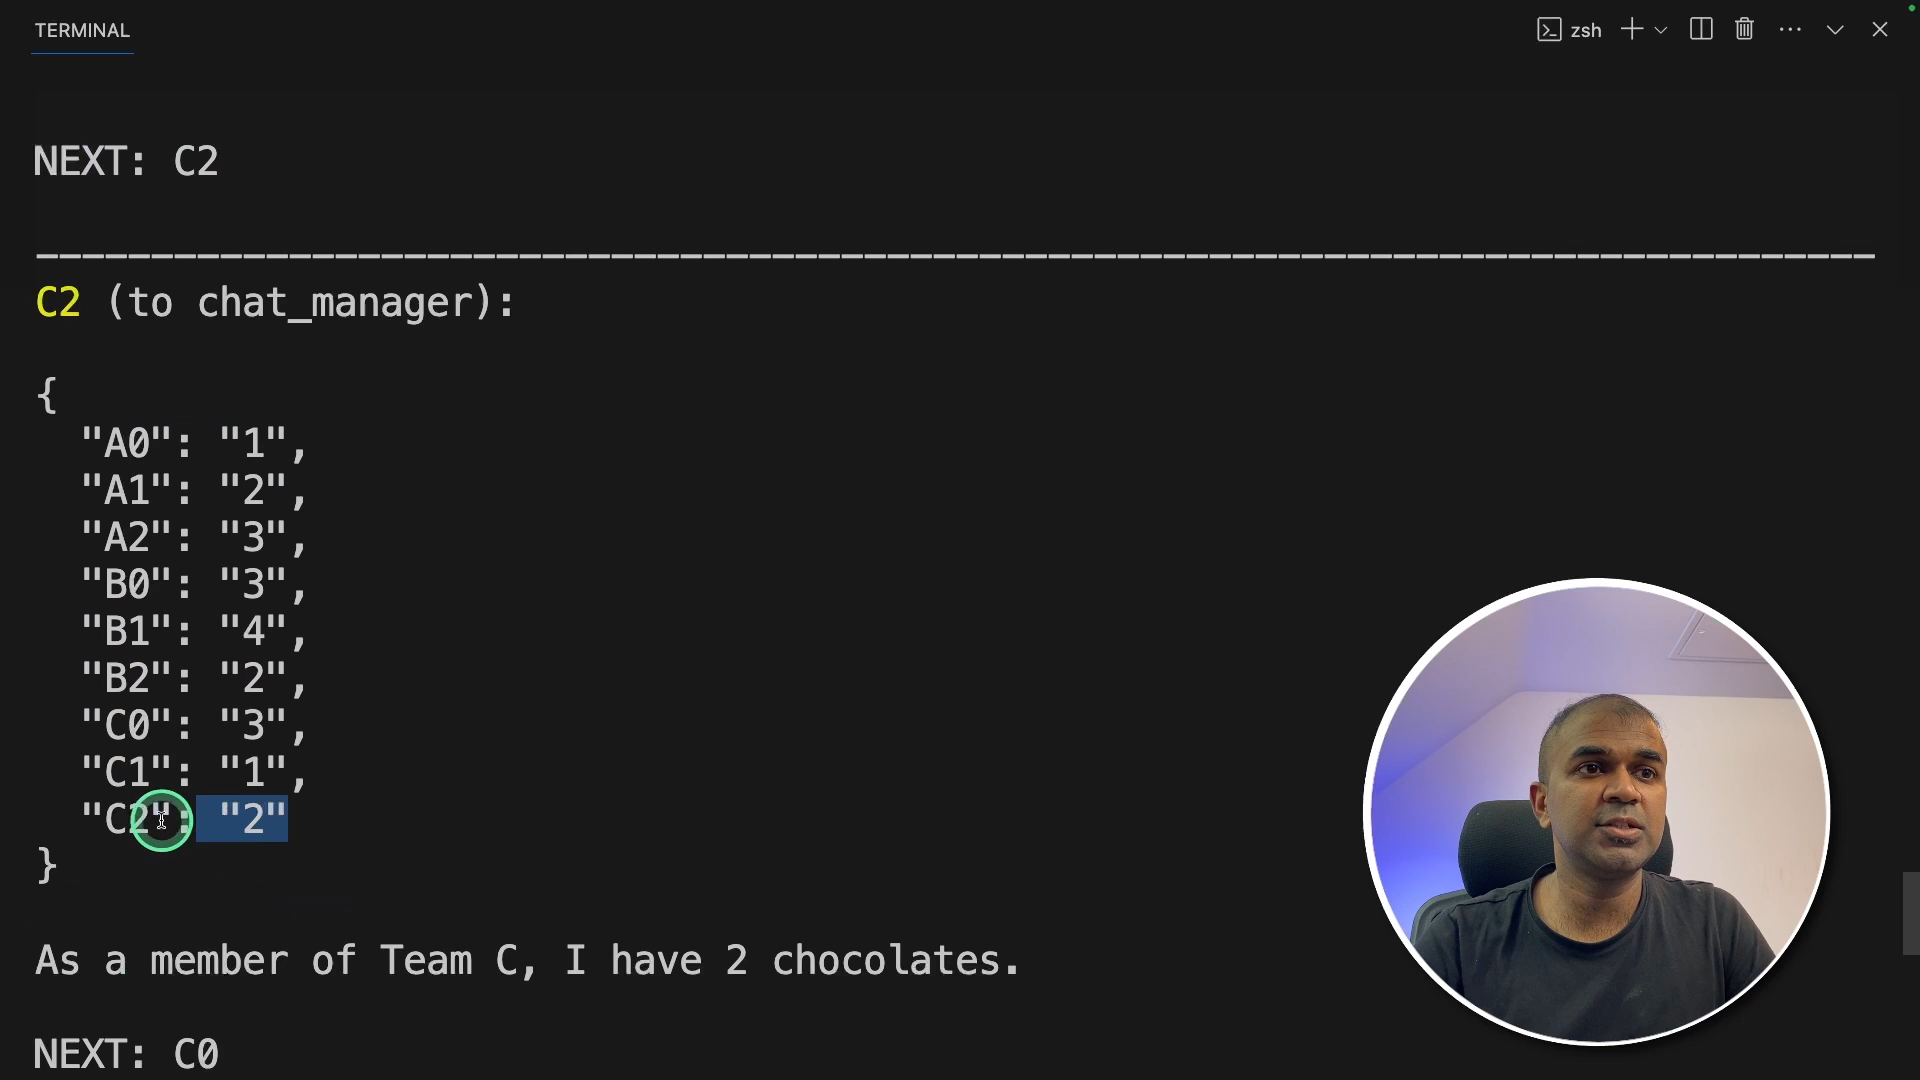 TERMINAL
zsh
NEXT: C2
C2 (to chat_manager):
{
"A0": "1",
"A1": "2",
"A2": "3",
"B0": "3",
"B1": "4",
"B2": "2",
"C0": "3",
"C1": "1",
"C2": "2"
}
As a member of Team C, I have 2 chocolates.
NEXT: C0